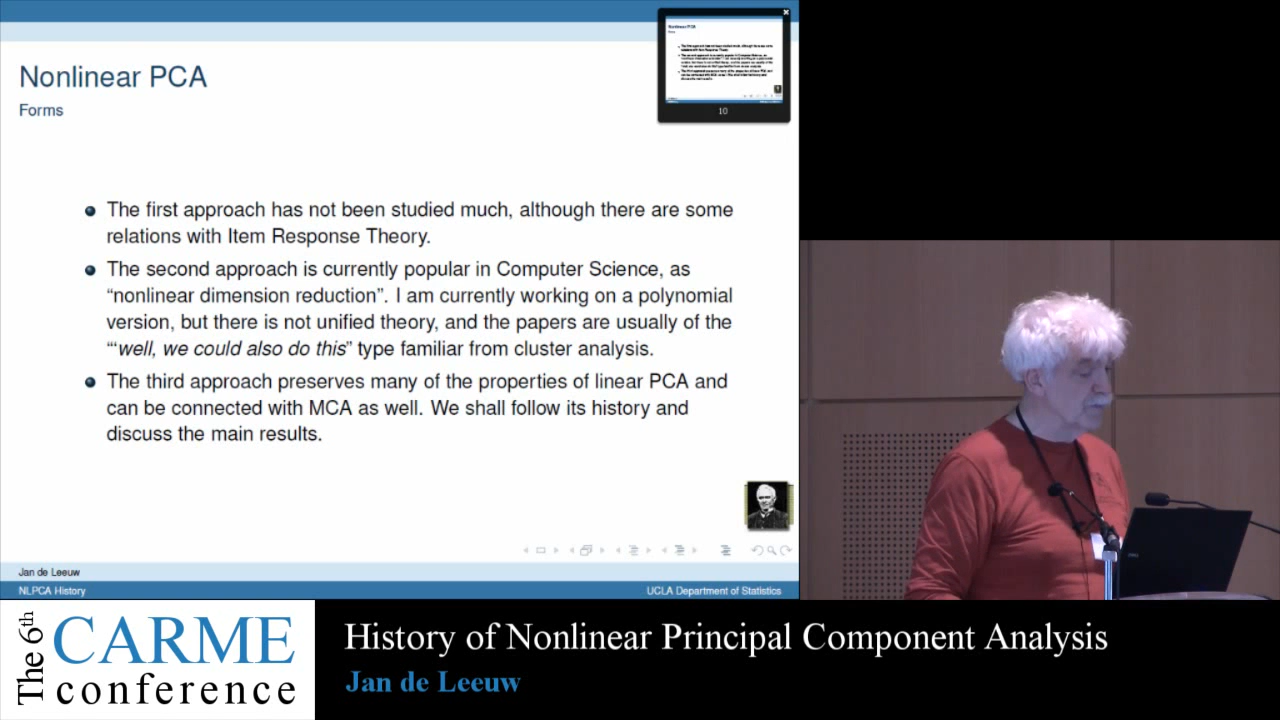 Nonlinear PCA
Forms
Nonlinear PCA
10
The first approach has not been studied much, although there are some
relations with Item Response Theory.
The second approach is currently popular in Computer Science, as
“nonlinear dimension reduction”. I am currently working on a polynomial
version, but there is not unified theory, and the papers are usually of the
“‘well, we could also do this” type familiar from cluster analysis.
The third approach preserves many of the properties of linear PCA and
can be connected with MCA as well. We shall follow its history and
discuss the main results.
Jan de Leeuw
NLPCA History
UCLA Department of Statistics
The 6th
CARME
conference
History of Nonlinear Principal Component Analysis
Jan de Leeuw